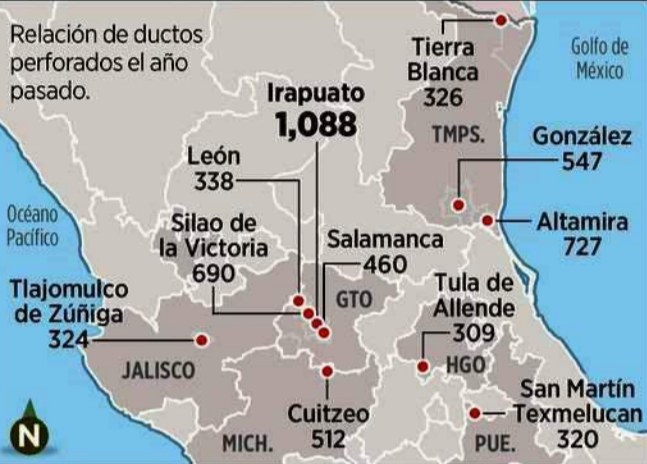 Relación de ductos
perforados el año
pasado.
Tierra
Blanca
326
Golfo de
México
Irapuato
1,088
TMPS.
González
547
León
338
Océano
Pacífico
Silao de
la Victoria
690
Salamanca
460
Altamira
727
Tlajomulco
de Zúñiga
324
GTO
Tula de
Allende
309
JALISCO
HGO
Cuitzeo
512
San Martín
Texmelucan
320
N
MICH.
PUE.